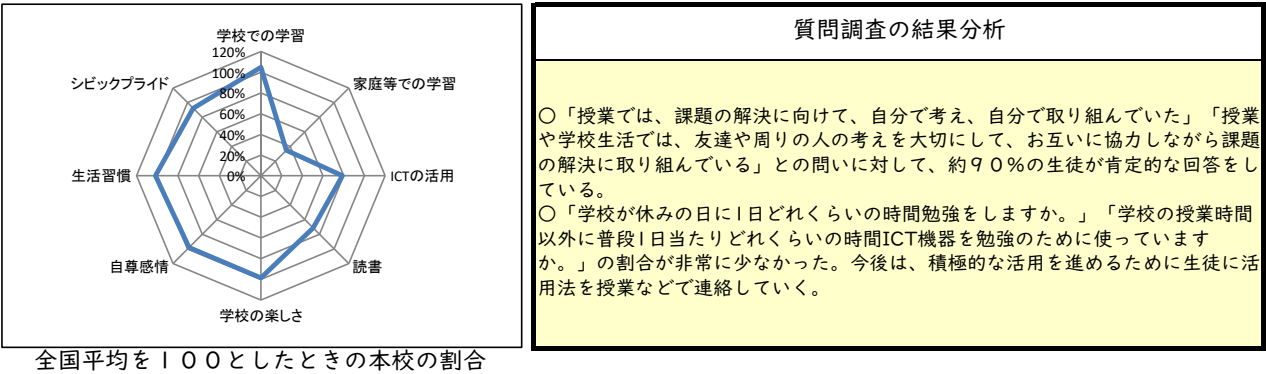 学校での学習
120%
100%
80%
60%
40%
20%
0%
家庭等での学習
ICTの活用
読書
学校の楽しさ
自尊感情
生活習慣
シビックプライド
全国平均を100としたときの本校の割合
質問調査の結果分析
○「授業では、課題の解決に向けて、自分で考え、自分で取り組んでいた」「授業
や学校生活では、友達や周りの人の考えを大切にして、お互いに協力しながら課題
の解決に取り組んでいる」との問いに対して、約90%の生徒が肯定的な回答をし
ている。
○「学校が休みの日に1日どれくらいの時間勉強をしますか。」「学校の授業時間
以外に普段1日当たりどれくらいの時間ICT機器を勉強のために使っています
か。」の割合が非常に少なかった。今後は、積極的な活用を進めるために生徒に活
用法を授業などで連絡していく。